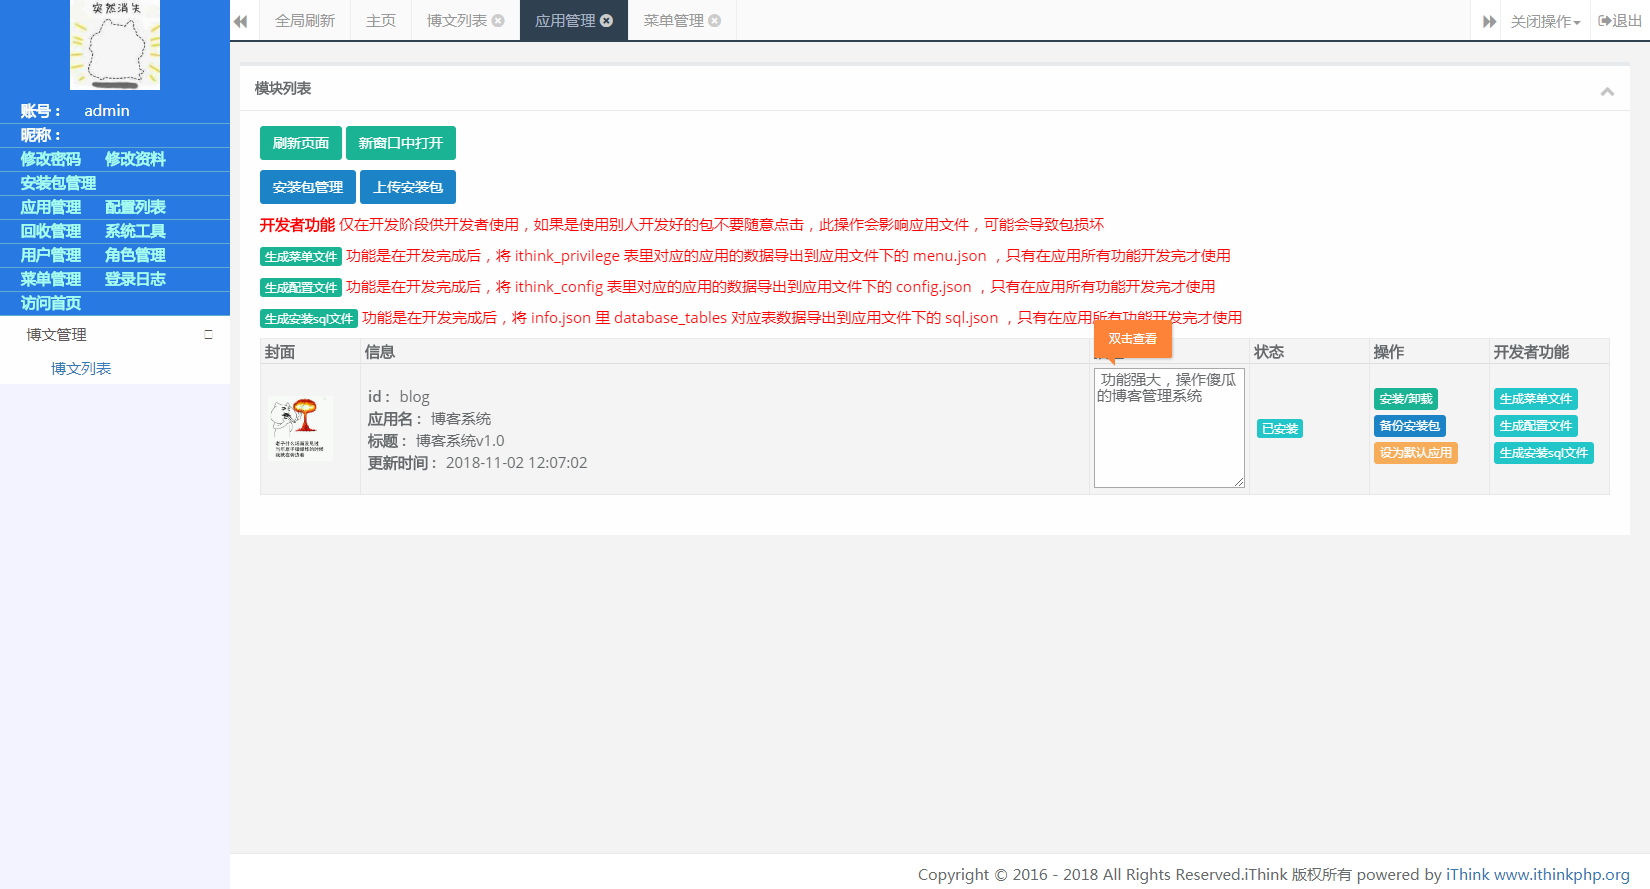 突然消失
账号： admin
昵称：
修改密码 修改资料
安装包管理
应用管理 配置列表
回收管理 系统工具
用户管理 角色管理
菜单管理 登录日志
访问首页
博文管理
博文列表
全局刷新 主页 博文列表 应用管理 菜单管理 关闭操作 退出
模块列表
刷新页面 新窗口中打开
安装包管理 上传安装包
开发者功能 仅在开发阶段供开发者使用，如果是使用别人开发好的包不要随意点击，此操作会影响应用文件，可能会导致包损坏
生成菜单文件 功能是在开发完成后，将 ithink_privilege 表里对应的应用的数据导出到应用文件下的 menu.json ，只有在应用所有功能开发完才使用
生成配置文件 功能是在开发完成后，将 ithink_config 表里对应的应用的数据导出到应用文件下的 config.json ，只有在应用所有功能开发完才使用
生成安装sql文件 功能是在开发完成后，将 info.json 里 database_tables 对应表数据导出到应用文件下的 sql.json ，只有在应用所有功能开发完才使用
双击查看
封面 信息 状态 操作 开发者功能
id： blog
应用名： 博客系统
标题： 博客系统v1.0
更新时间： 2018-11-02 12:07:02
功能强大，操作傻瓜
的博客管理系统
已安装
安装/卸载
备份安装包
设为默认应用
生成菜单文件
生成配置文件
生成安装sql文件
Copyright © 2016 - 2018 All Rights Reserved.iThink 版权所有 powered by iThink www.ithinkphp.org